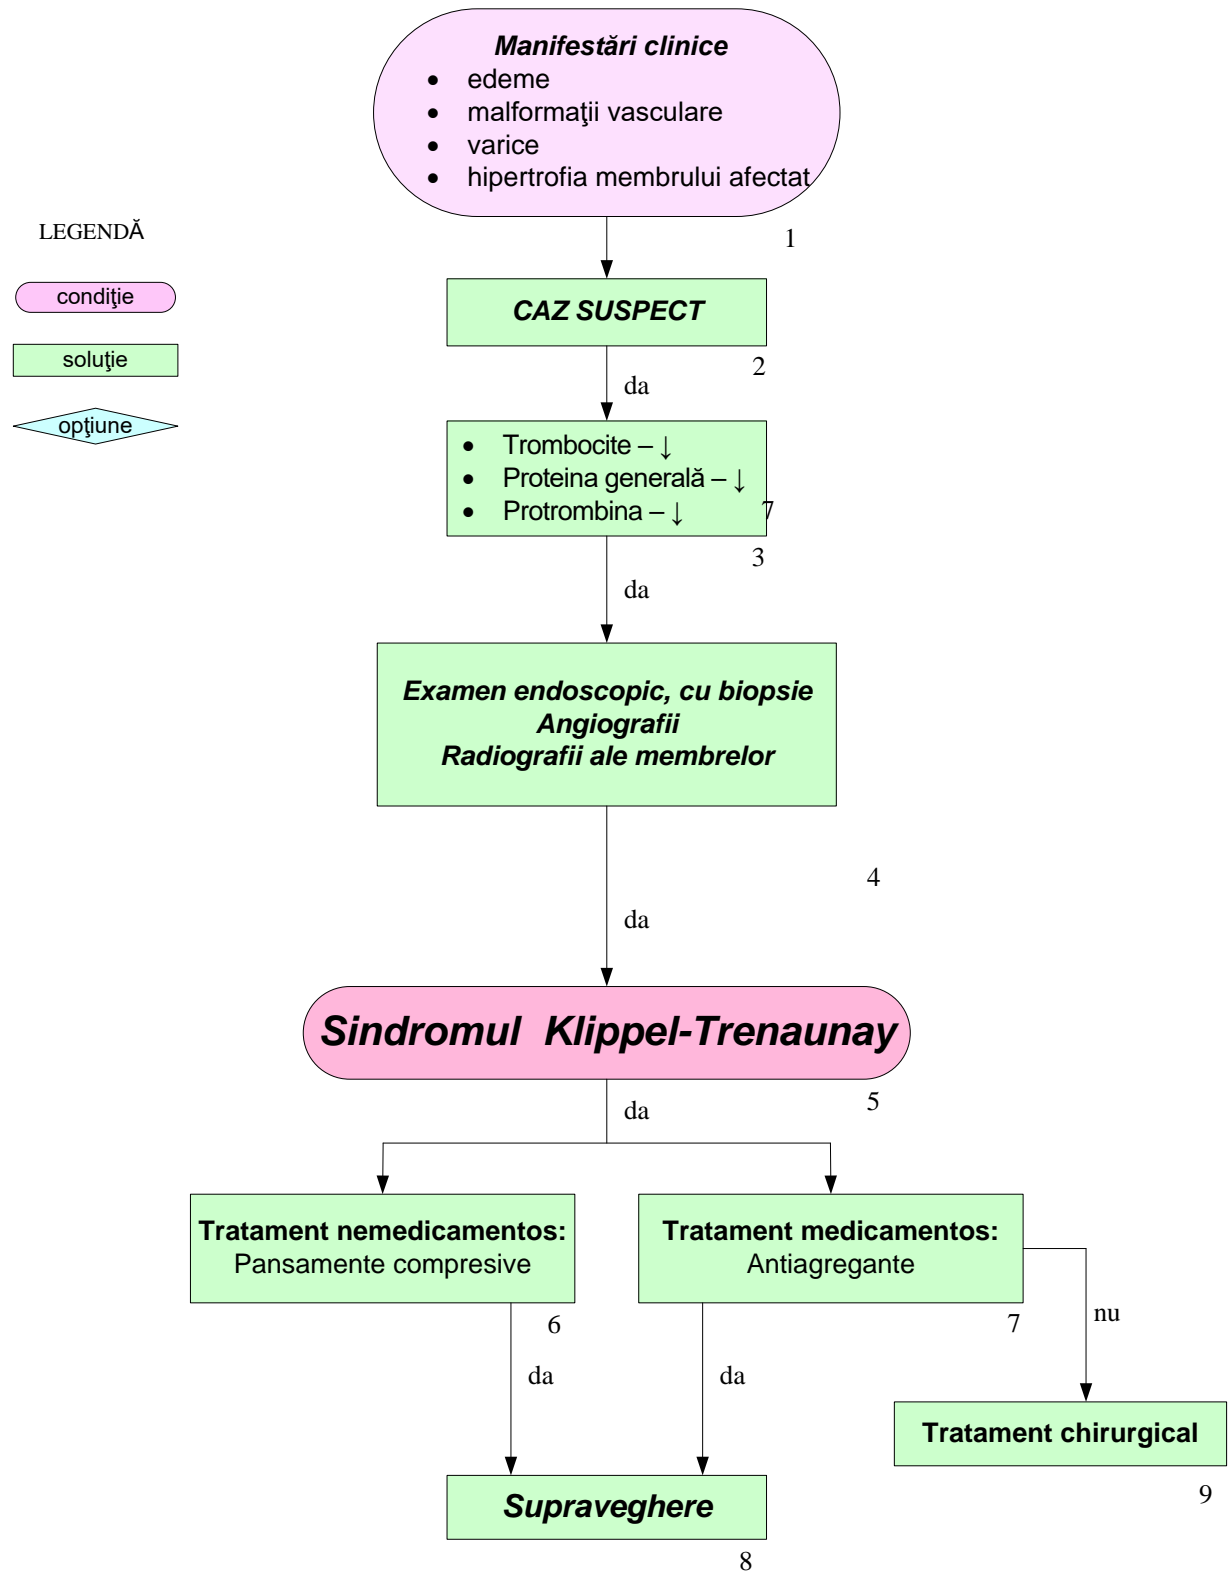 Manifestări clinice
• edeme
• malformaţii vasculare
• varice
• hipertrofia membrului afectat
1
LEGENDĂ
condiţie
soluţie
opţiune
CAZ SUSPECT
2
da
• Trombocite – ↓
• Proteina generală – ↓
• Protrombina – ↓
7
3
da
Examen endoscopic, cu biopsie
Angiografii
Radiografii ale membrelor
4
da
Sindromul Klippel-Trenaunay
5
da
Tratament nemedicamentos:
Pansamente compresive
6
Tratament medicamentos:
Antiagregante
7
nu
da
da
Tratament chirurgical
9
Supraveghere
8